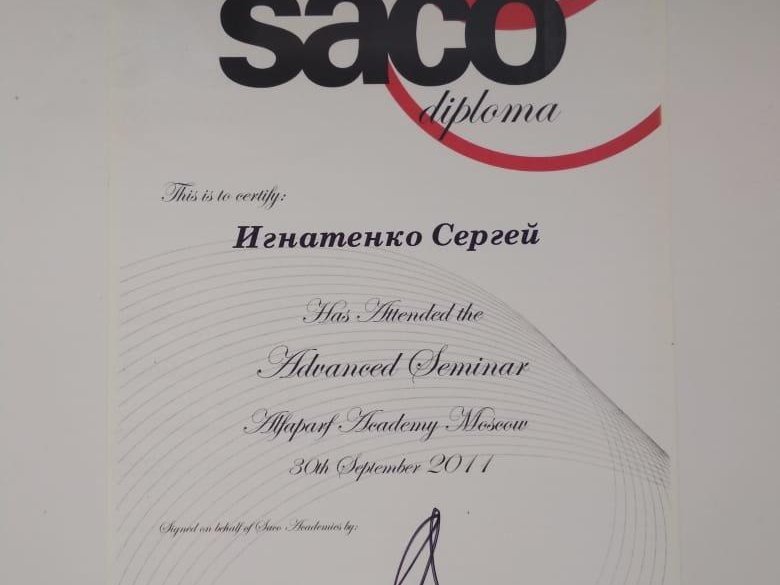 saco
diploma
This is to certify:
Игнатенко Сергей
Has Attended the
Advanced Seminar
Alfaparf Academy Moscow
30th September 2011
Signed on behalf of Saco Academies by: